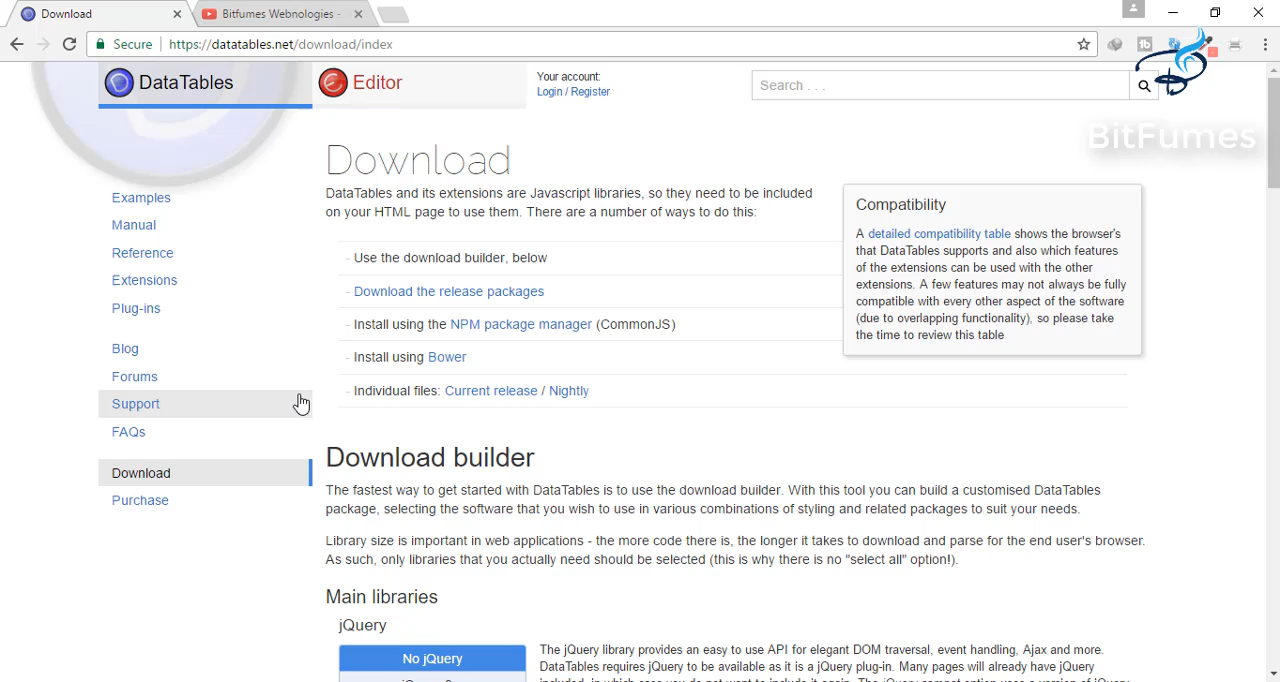 Download
Bitfumes Webnologies -
Secure
https://datatables.net/download/index
DataTables
Editor
Your account:
Login / Register
Search . . .
BitFumes
Examples
Manual
Reference
Extensions
Plug-ins
Blog
Forums
Support
FAQs
Download
Purchase
Download
DataTables and its extensions are Javascript libraries, so they need to be included
on your HTML page to use them. There are a number of ways to do this:
- Use the download builder, below
- Download the release packages
- Install using the NPM package manager (CommonJS)
- Install using Bower
- Individual files: Current release / Nightly
Compatibility
A detailed compatibility table shows the browser's
that DataTables supports and also which features
of the extensions can be used with the other
extensions. A few features may not always be fully
compatible with every other aspect of the software
(due to overlapping functionality), so please take
the time to review this table
Download builder
The fastest way to get started with DataTables is to use the download builder. With this tool you can build a customised DataTables
package, selecting the software that you wish to use in various combinations of styling and related packages to suit your needs.
Library size is important in web applications - the more code there is, the longer it takes to download and parse for the end user's browser.
As such, only libraries that you actually need should be selected (this is why there is no "select all" option!).
Main libraries
jQuery
No jQuery
The jQuery library provides an easy to use API for elegant DOM traversal, event handling, Ajax and more.
DataTables requires jQuery to be available as it is a jQuery plug-in. Many pages will already have jQuery